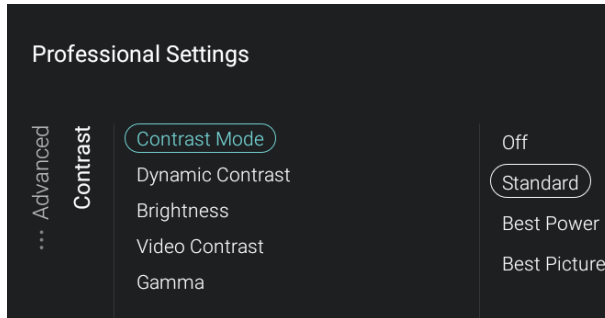 Professional Settings
... Advanced
Contrast
Contrast Mode
Dynamic Contrast
Brightness
Video Contrast
Gamma
Off
Standard
Best Power
Best Picture